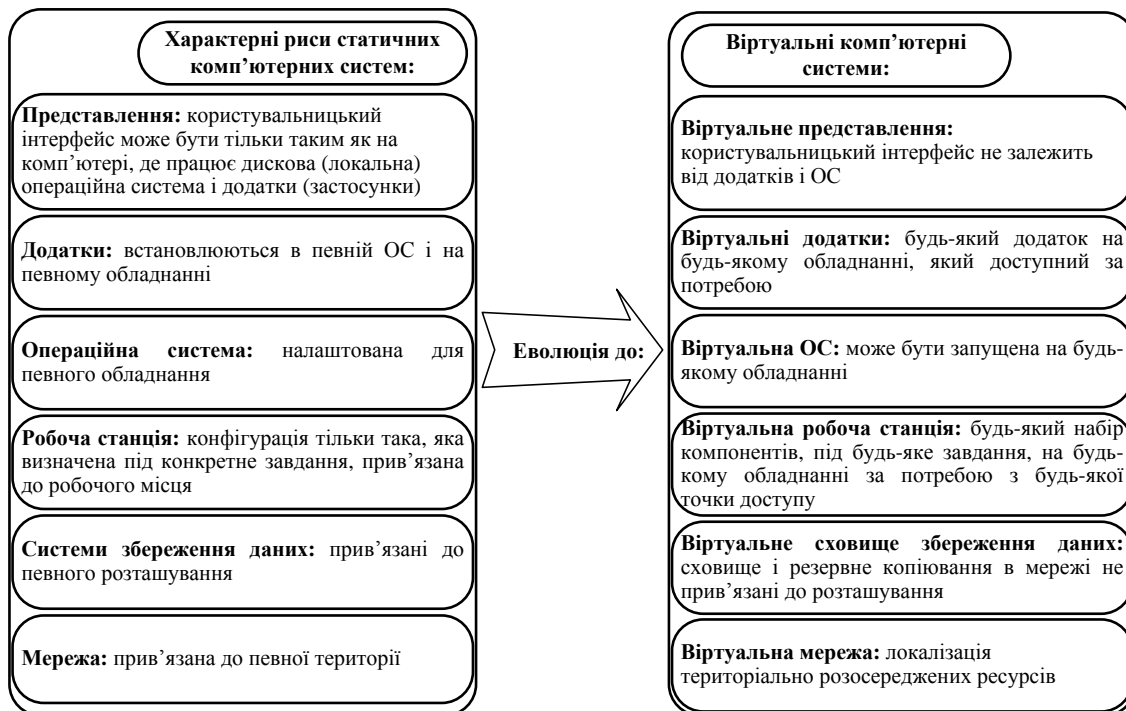 Характерні риси статичних
комп’ютерних систем:
Представлення: користувальницький
інтерфейс може бути тільки таким як на
комп’ютері, де працює дискова (локальна)
операційна система і додатки (застосунки)
Додатки: встановлюються в певній ОС і на
певному обладнанні
Операційна система: налаштована для
певного обладнання
Робоча станція: конфігурація тільки така, яка
визначена під конкретне завдання, прив’язана
до робочого місця
Системи збереження даних: прив’язані до
певного розташування
Мережа: прив’язана до певної території
Еволюція до:
Віртуальні комп’ютерні
системи:
Віртуальне представлення:
користувальницький інтерфейс не залежить
від додатків і ОС
Віртуальні додатки: будь-який додаток на
будь-якому обладнанні, який доступний за
потребою
Віртуальна ОС: може бути запущена на будь-
якому обладнанні
Віртуальна робоча станція: будь-який набір
компонентів, під будь-яке завдання, на будь-
кому обладнанні за потребою з будь-якої
точки доступу
Віртуальне сховище збереження даних:
сховище і резервне копіювання в мережі не
прив’язані до розташування
Віртуальна мережа: локалізація
територіально розосереджених ресурсів